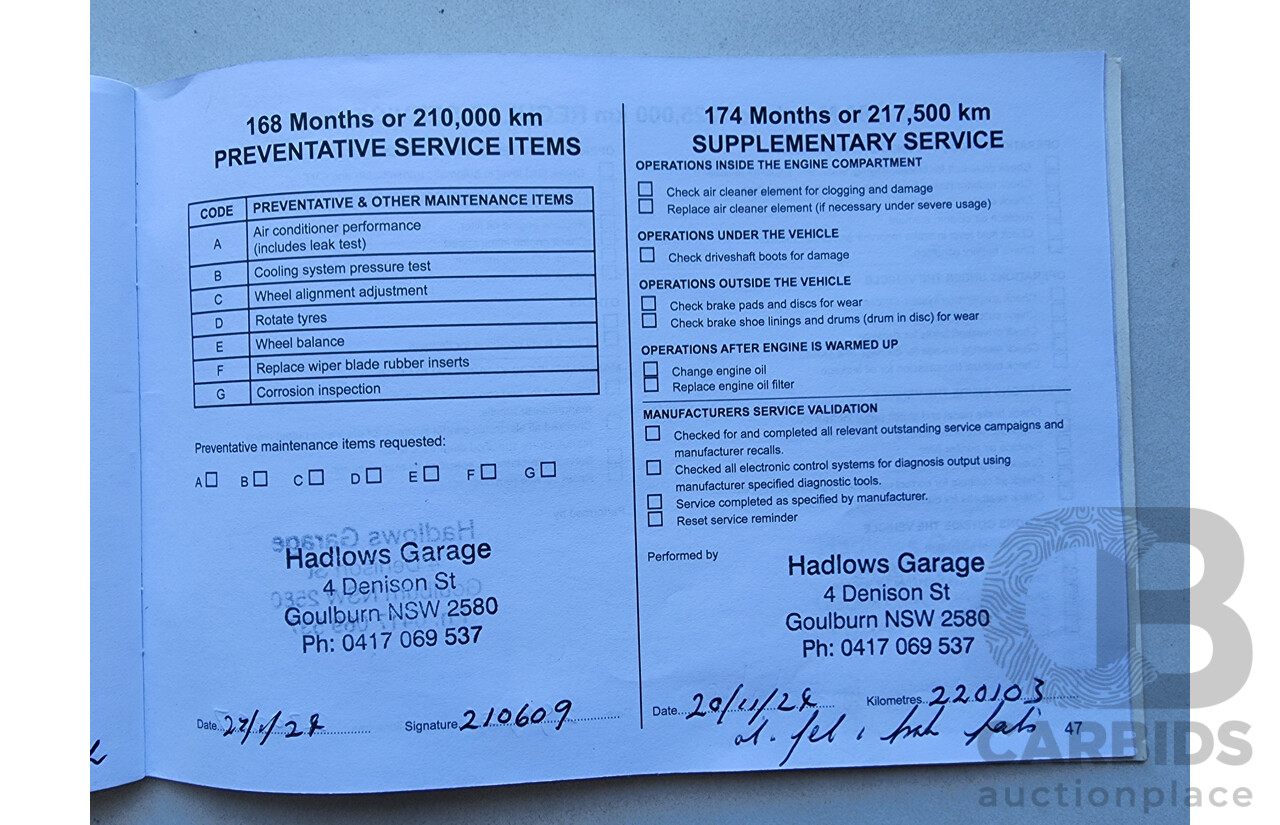 168 Months or 210,000 km
PREVENTATIVE SERVICE ITEMS
CODE PREVENTATIVE & OTHER MAINTENANCE ITEMS
A Air conditioner performance
(includes leak test)
B Cooling system pressure test
C Wheel alignment adjustment
D Rotate tyres
E Wheel balance
F Replace wiper blade rubber inserts
G Corrosion inspection
Preventative maintenance items requested:
A B C D E F G
Hadlows Garage
4 Denison St
Goulburn NSW 2580
Ph: 0417 069 537
Date
Signature 210609
174 Months or 217,500 km
SUPPLEMENTARY SERVICE
OPERATIONS INSIDE THE ENGINE COMPARTMENT
Check air cleaner element for clogging and damage
Replace air cleaner element (if necessary under severe usage)
OPERATIONS UNDER THE VEHICLE
Check driveshaft boots for damage
OPERATIONS OUTSIDE THE VEHICLE
Check brake pads and discs for wear
Check brake shoe linings and drums (drum in disc) for wear
OPERATIONS AFTER ENGINE IS WARMED UP
Change engine oil
Replace engine oil filter
MANUFACTURERS SERVICE VALIDATION
Checked for and completed all relevant outstanding service campaigns and
manufacturer recalls.
Checked all electronic control systems for diagnosis output using
manufacturer specified diagnostic tools.
Service completed as specified by manufacturer.
Reset service reminder
Performed by
Hadlows Garage
4 Denison St
Goulburn NSW 2580
Ph: 0417 069 537
Date 20/11/24
Kilometres 220103
47
CARBIDS
auctionplace